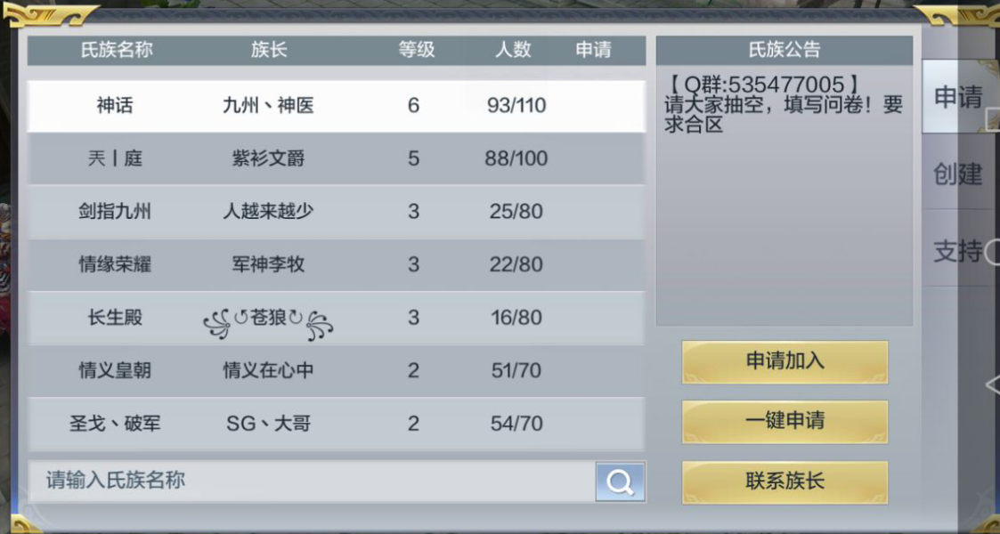 氏族名称 族长 等级 人数 申请
神话 九州丶神医 6 93/110
兲丨庭 紫衫文爵 5 88/100
剑指九州 人越来越少 3 25/80
情缘荣耀 军神李牧 3 22/80
长生殿 ꧁↺苍狼↻꧂ 3 16/80
情义皇朝 情义在心中 2 51/70
圣戈丶破军 SG丶大哥 2 54/70
请输入氏族名称
氏族公告
【Q群:535477005】
请大家抽空，填写问卷！要
求合区
申请加入
一键申请
联系族长
申请
创建
支持